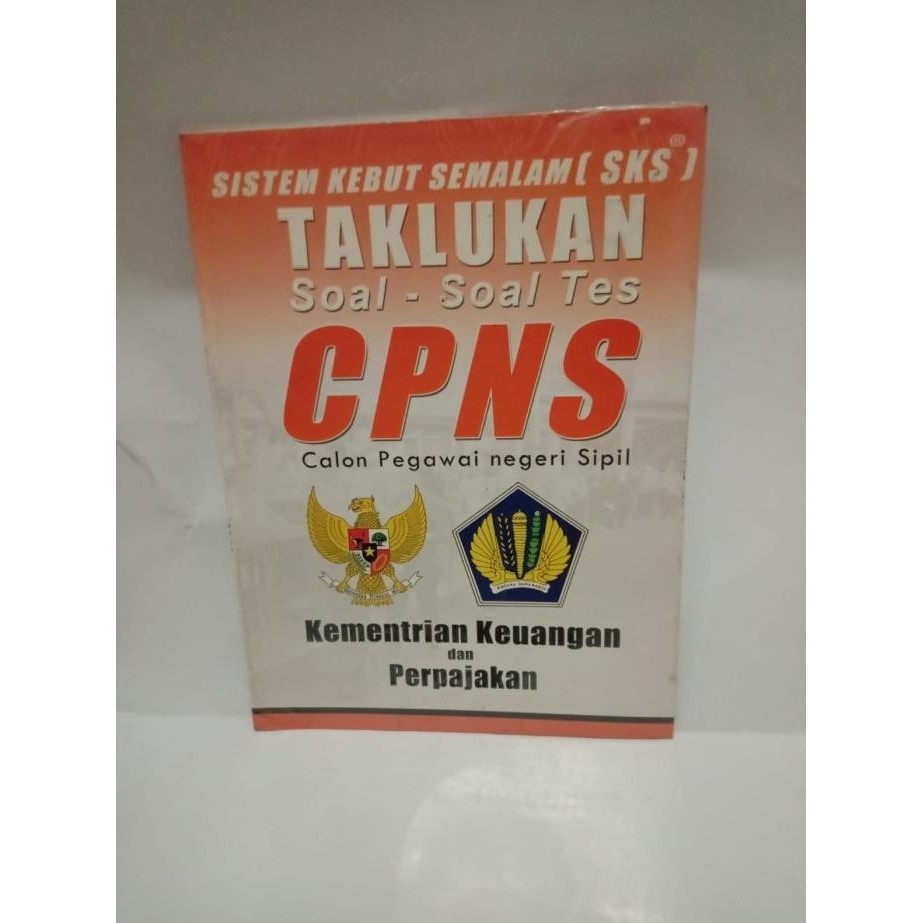 SISTEM KEBUT SEMALAM ( SKS® )
TAKLUKAN
Soal - Soal Tes
CPNS
Calon Pegawai negeri Sipil
Kementrian Keuangan
dan
Perpajakan